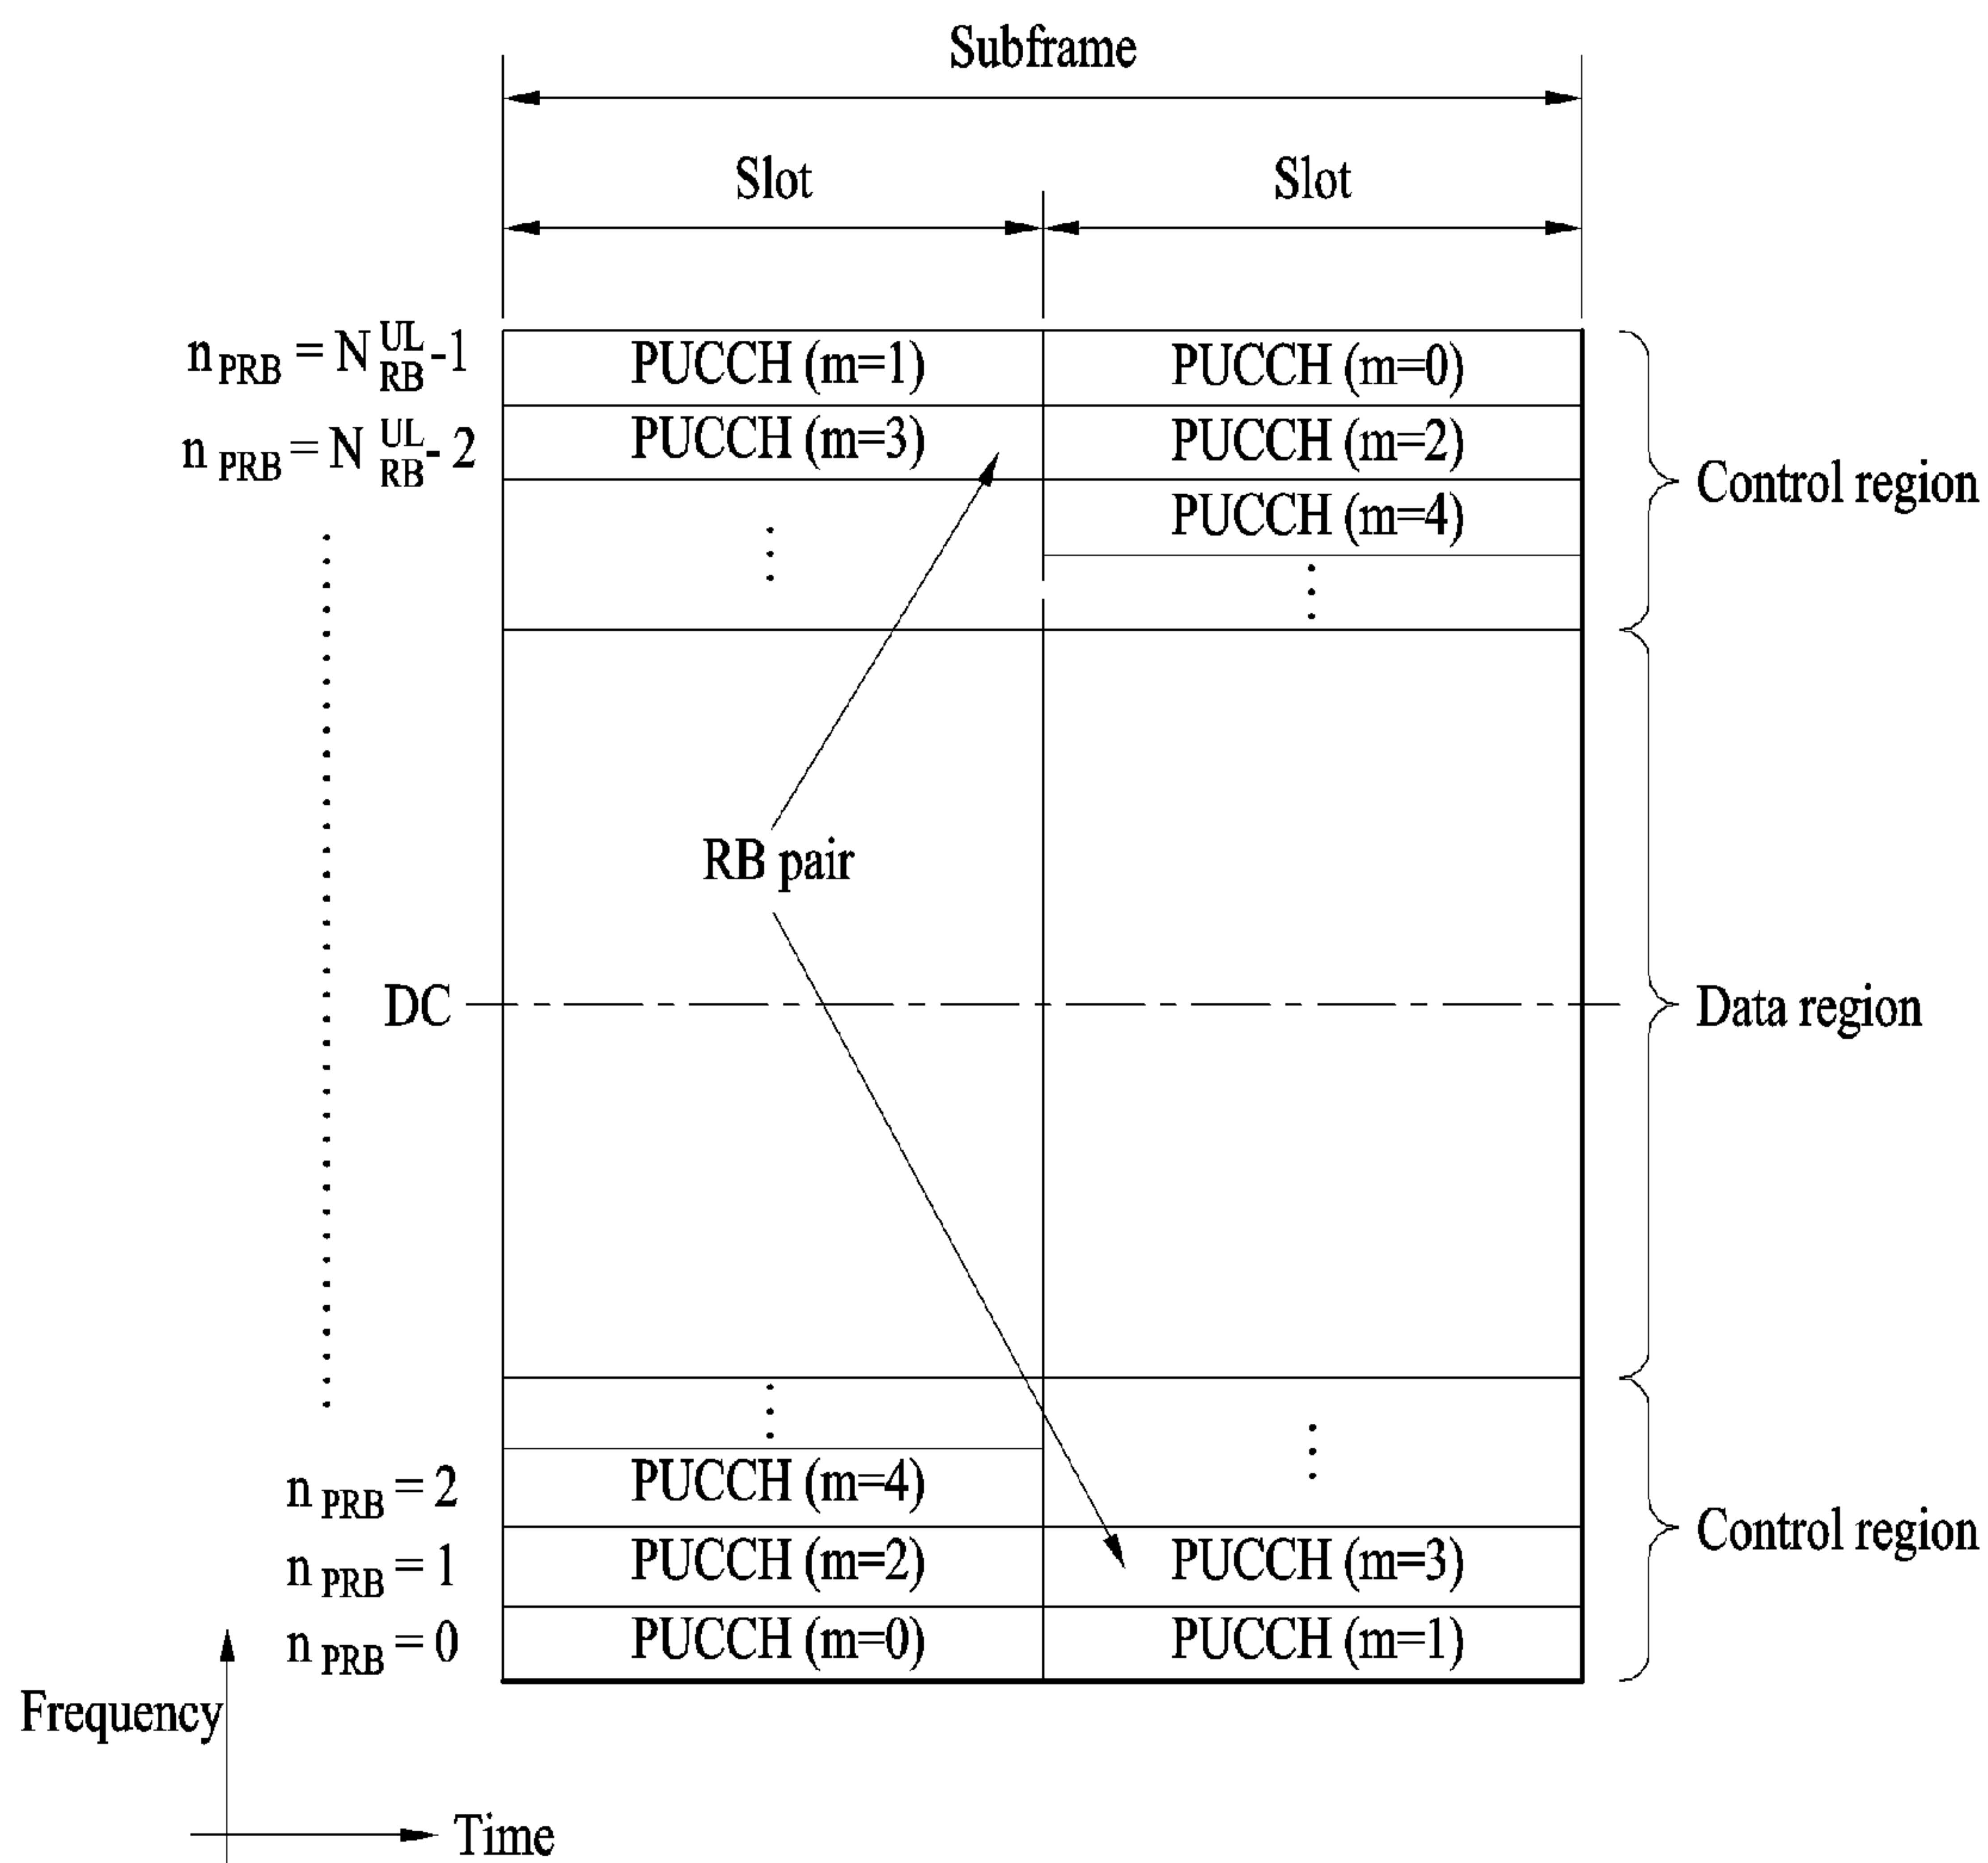 Subframe
Slot Slot
n PRB = N UL RB -1 PUCCH (m=1) PUCCH (m=0)
n PRB = N UL RB - 2 PUCCH (m=3) PUCCH (m=2)
PUCCH (m=4)
Control region
RB pair
DC
Data region
n PRB = 2 PUCCH (m=4)
Control region
n PRB = 1 PUCCH (m=2) PUCCH (m=3)
n PRB = 0 PUCCH (m=0) PUCCH (m=1)
Frequency
Time